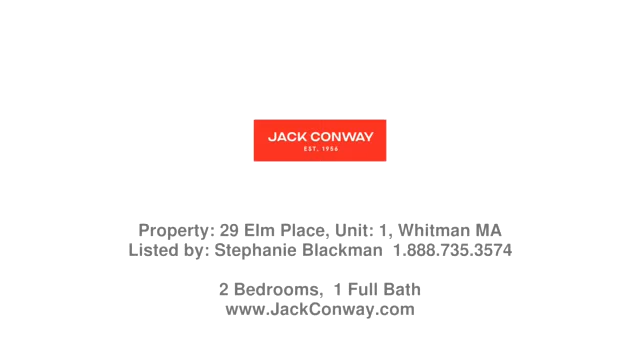 JACK CONWAY
EST. 1956
Property: 29 Elm Place, Unit: 1, Whitman MA
Listed by: Stephanie Blackman  1.888.735.3574
2 Bedrooms,  1 Full Bath
www.JackConway.com